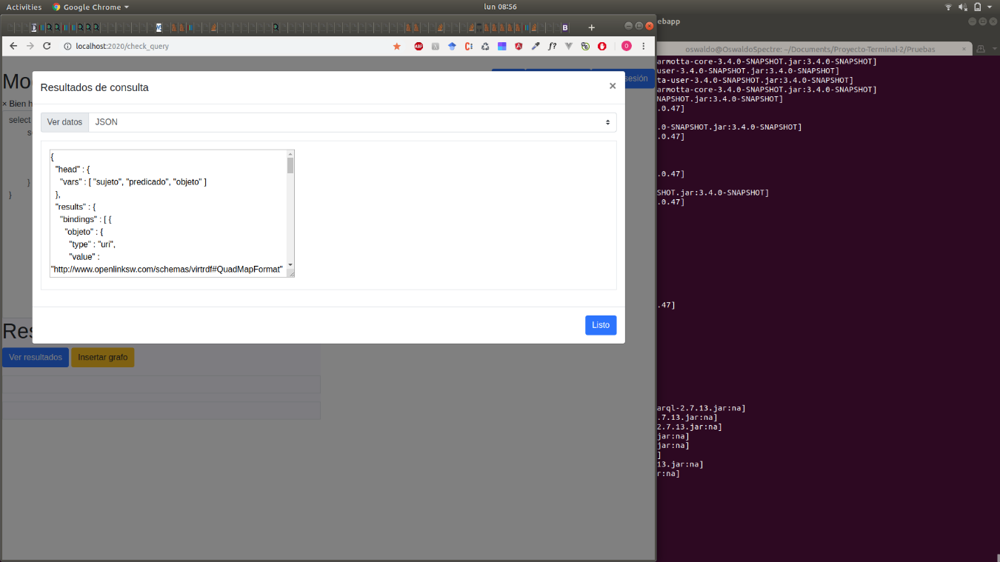 Activities Google Chrome lun 08:56
localhost:2020/check_query
ebapp
oswaldo@OswaldoSpectre: ~/Documents/Proyecto-Terminal-2/Pruebas
Mo
sesión
× Bien h
select
s
}
}
Resultados de consulta ×
Ver datos JSON
{
"head" : {
"vars" : [ "sujeto", "predicado", "objeto" ]
},
"results" : {
"bindings" : [ {
"objeto" : {
"type" : "uri",
"value" :
"http://www.openlinksw.com/schemas/virtrdf#QuadMapFormat"
Listo
Res
Ver resultados Insertar grafo
armotta-core-3.4.0-SNAPSHOT.jar:3.4.0-SNAPSHOT]
user-3.4.0-SNAPSHOT.jar:3.4.0-SNAPSHOT]
ta-user-3.4.0-SNAPSHOT.jar:3.4.0-SNAPSHOT]
armotta-core-3.4.0-SNAPSHOT.jar:3.4.0-SNAPSHOT]
NAPSHOT.jar:3.4.0-SNAPSHOT]
.0.47]
.0-SNAPSHOT.jar:3.4.0-SNAPSHOT]
.0.47]
.0.47]
SHOT.jar:3.4.0-SNAPSHOT]
.0.47]
.47]
arql-2.7.13.jar:na]
.7.13.jar:na]
2.7.13.jar:na]
jar:na]
jar:na]
]
13.jar:na]
r:na]